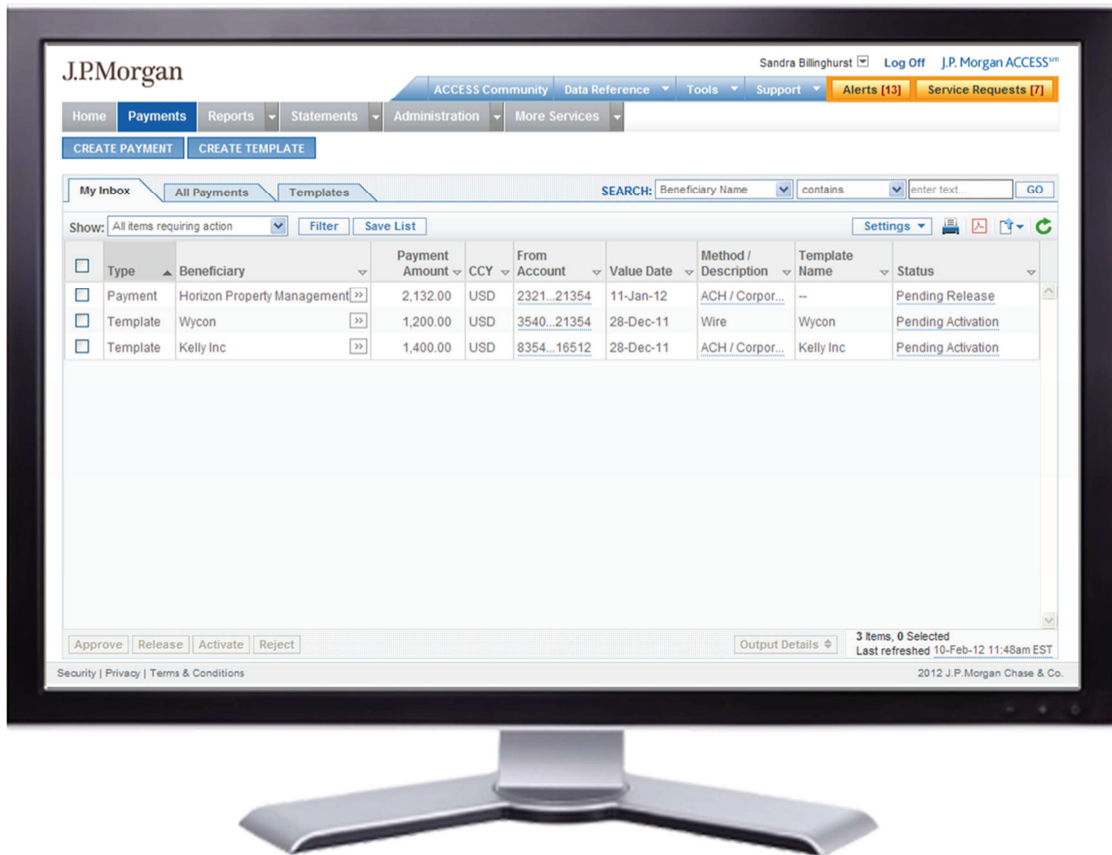 J.P.Morgan
Sandra Billinghurst Log Off J.P. Morgan ACCESS℠
ACCESS Community Data Reference Tools Support Alerts [13] Service Requests [7]
Home Payments Reports Statements Administration More Services
CREATE PAYMENT CREATE TEMPLATE
My Inbox All Payments Templates SEARCH: Beneficiary Name contains enter text... GO
Show: All items requiring action Filter Save List Settings
Type Beneficiary Payment Amount CCY From Account Value Date Method / Description Template Name Status
Payment Horizon Property Management 2,132.00 USD 2321...21354 11-Jan-12 ACH / Corpor... -- Pending Release
Template Wycon 1,200.00 USD 3540...21354 28-Dec-11 Wire Wycon Pending Activation
Template Kelly Inc 1,400.00 USD 8354...16512 28-Dec-11 ACH / Corpor... Kelly Inc Pending Activation
Approve Release Activate Reject Output Details 3 Items, 0 Selected
Last refreshed 10-Feb-12 11:48am EST
Security | Privacy | Terms & Conditions 2012 J.P.Morgan Chase & Co.